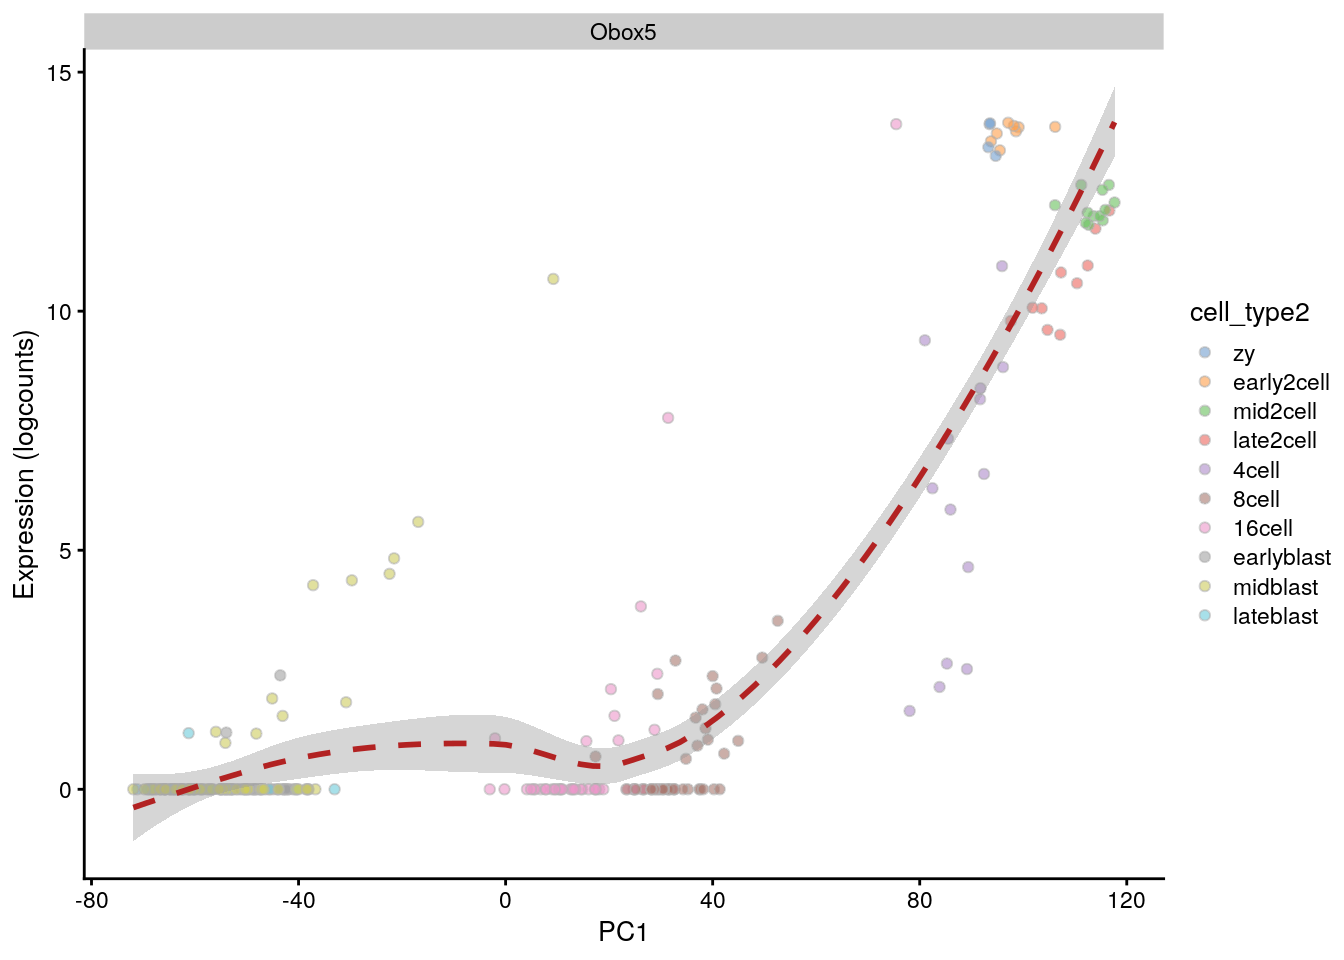 Obox5
15
10
5
0
Expression (logcounts)
-80
-40
0
40
80
120
PC1
cell_type2
zy
early2cell
mid2cell
late2cell
4cell
8cell
16cell
earlyblast
midblast
lateblast